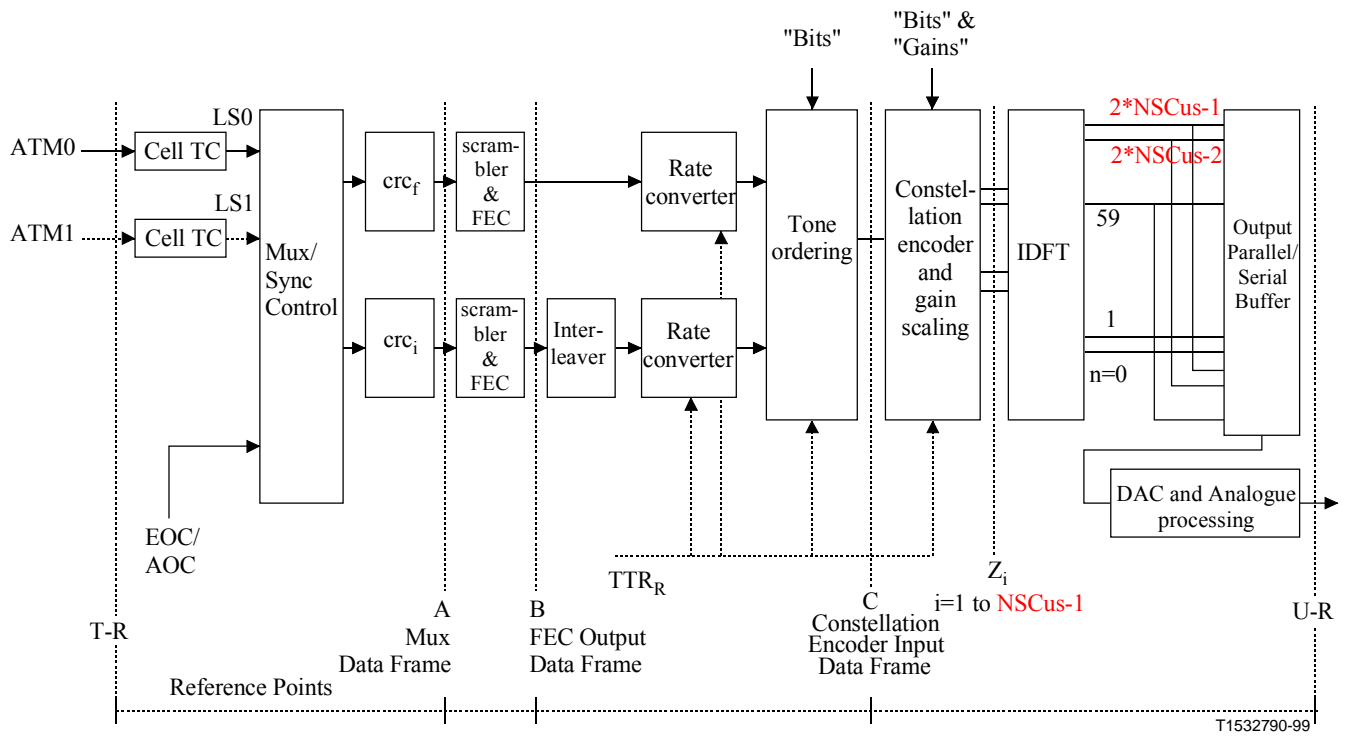 "Bits"
"Bits" &
"Gains"
ATM0
Cell TC
LS0
ATM1
Cell TC
LS1
Mux/
Sync
Control
EOC/
AOC
crcf
crci
scram-
bler
&
FEC
scram-
bler
&
FEC
Inter-
leaver
Rate
converter
Rate
converter
TTRR
Tone
ordering
Constel-
lation
encoder
and
gain
scaling
IDFT
2*NSCus-1
2*NSCus-2
59
1
n=0
Output
Parallel/
Serial
Buffer
DAC and Analogue
processing
Zi
i=1 to NSCus-1
T-R
A
Mux
Data Frame
B
FEC Output
Data Frame
C
Constellation
Encoder Input
Data Frame
U-R
Reference Points
T1532790-99